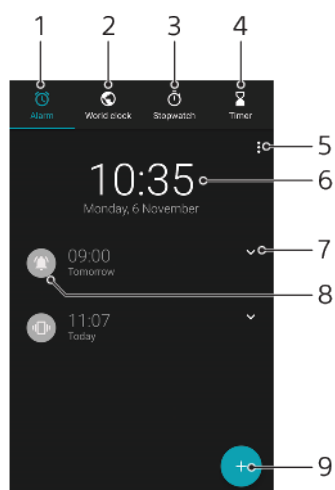 1 2 3 4
Alarm World clock Stopwatch Timer
5
10:35 6
Monday, 6 November
09:00 7
Tomorrow
8
11:07
Today
9